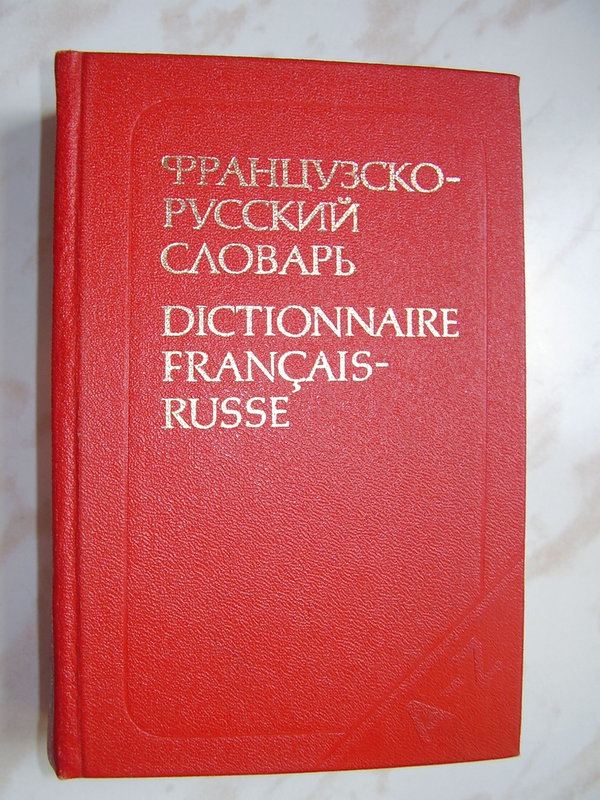 ФРАНЦУЗСКО-
РУССКИЙ
СЛОВАРЬ
DICTIONNAIRE
FRANÇAIS-
RUSSE
A–Z